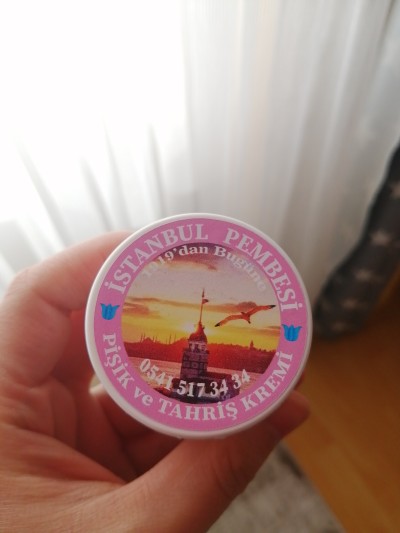 İSTANBUL PEMBESİ
1919'dan Bugüne
0541 517 34 34
PİŞİK ve TAHRİŞ KREMİ